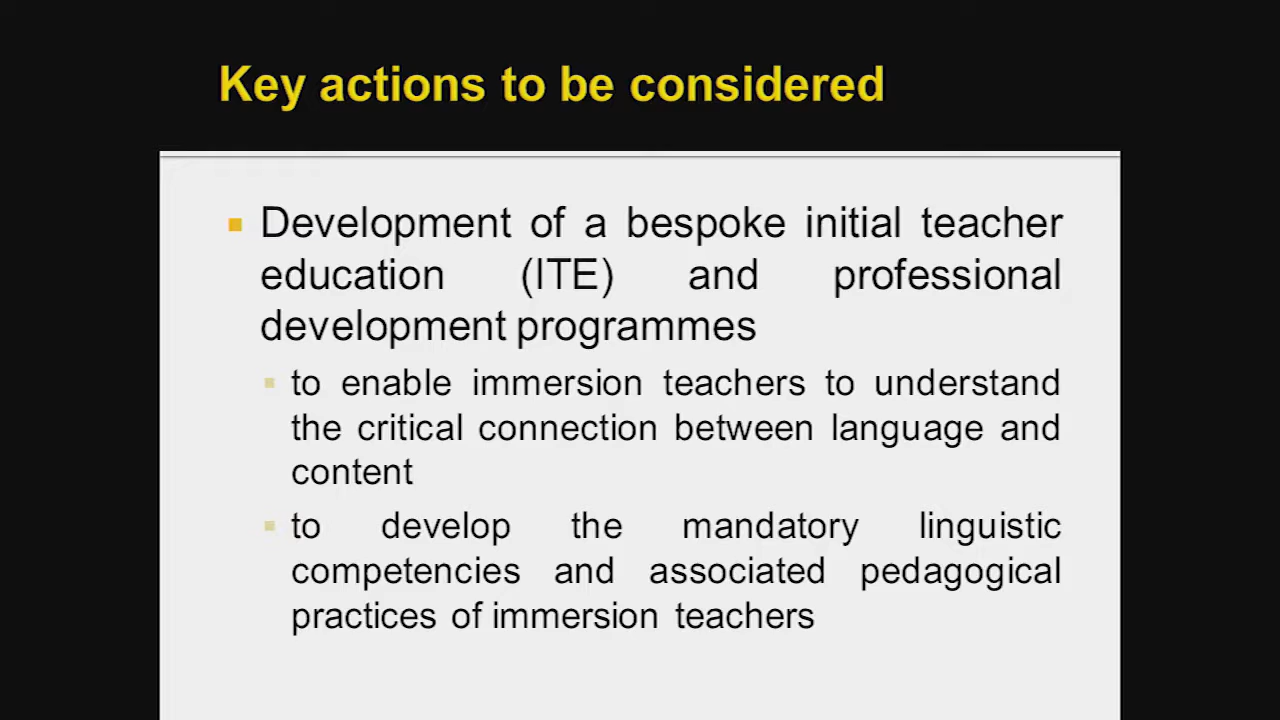 Key actions to be considered
Development of a bespoke initial teacher
education (ITE) and professional
development programmes
to enable immersion teachers to understand
the critical connection between language and
content
to develop the mandatory linguistic
competencies and associated pedagogical
practices of immersion teachers